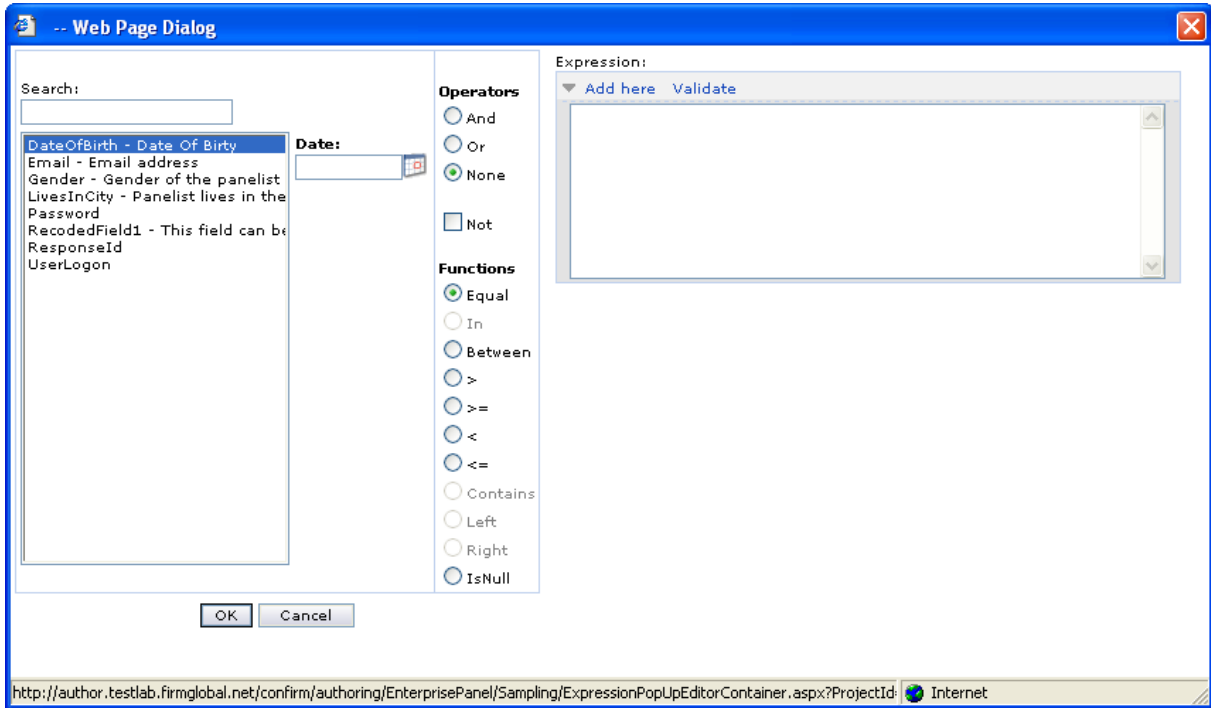 -- Web Page Dialog
Search:
DateOfBirth - Date Of Birty
Email - Email address
Gender - Gender of the panelist
LivesInCity - Panelist lives in the
Password
RecodedField1 - This field can be
ResponseId
UserLogon
Date:
Operators
And
Or
None
Not
Functions
Equal
In
Between
>
>=
<
<=
Contains
Left
Right
IsNull
Expression:
Add here Validate
OK Cancel
http://author.testlab.firmglobal.net/confirm/authoring/EnterprisePanel/Sampling/ExpressionPopUpEditorContainer.aspx?ProjectId Internet